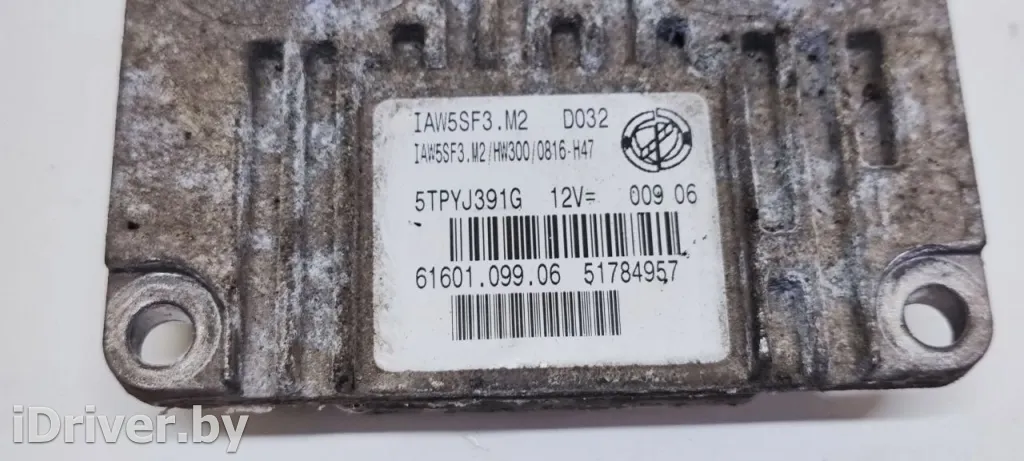 IAW5SF3.M2 D032
IAW5SF3.M2/HW300/0816-H47
5TPYJ391G 12V= 009 06
61601.099.06 51784957
iDriver.by